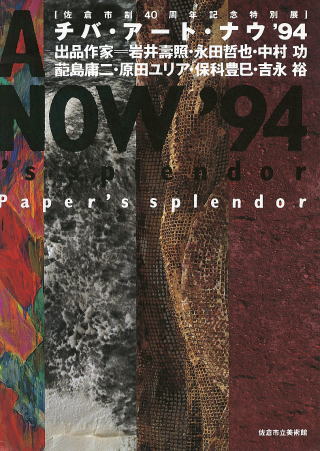 [佐倉市制40周年記念特別展]
チバ・アート・ナウ'94
出品作家―岩井壽照・永田哲也・中村 功
蓜島庸二・原田ユリア・保科豊巳・吉永 裕
A
NOW '94
's splendor
Paper's splendor
佐倉市立美術館